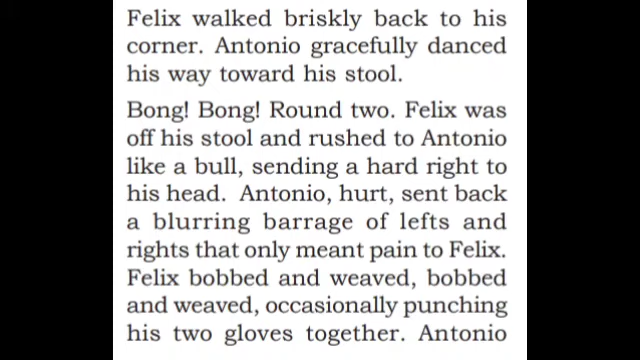 Felix walked briskly back to his
corner. Antonio gracefully danced
his way toward his stool.
Bong! Bong! Round two. Felix was
off his stool and rushed to Antonio
like a bull, sending a hard right to
his head. Antonio, hurt, sent back
a blurring barrage of lefts and
rights that only meant pain to Felix.
Felix bobbed and weaved, bobbed
and weaved, occasionally punching
his two gloves together. Antonio